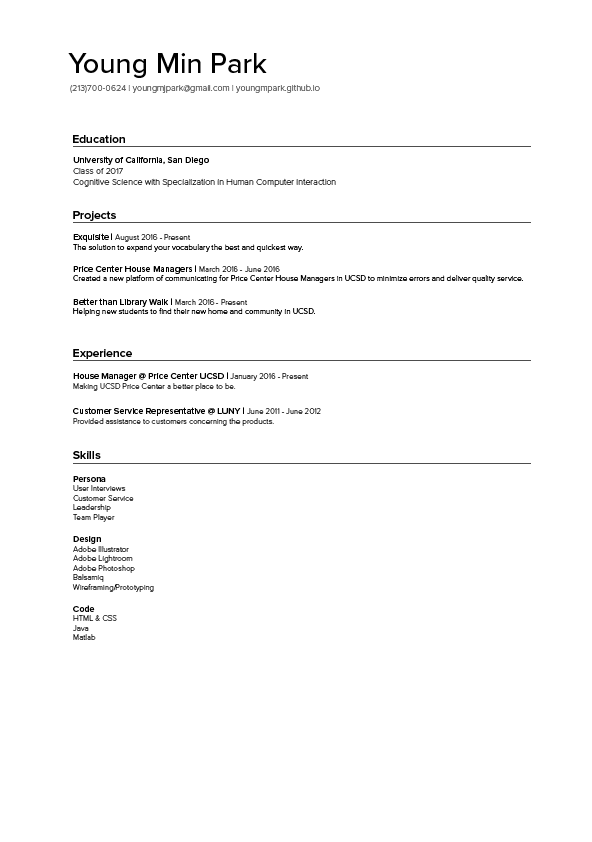 Young Min Park
(213)700-0624 | youngmjpark@gmail.com | youngmpark.github.io
Education
University of California, San Diego
Class of 2017
Cognitive Science with Specialization in Human Computer Interaction
Projects
Exquisite | August 2016 - Present
The solution to expand your vocabulary the best and quickest way.
Price Center House Managers | March 2016 - June 2016
Created a new platform of communicating for Price Center House Managers in UCSD to minimize errors and deliver quality service.
Better than Library Walk | March 2016 - Present
Helping new students to find their new home and community in UCSD.
Experience
House Manager @ Price Center UCSD | January 2016 - Present
Making UCSD Price Center a better place to be.
Customer Service Representative @ LUNY | June 2011 - June 2012
Provided assistance to customers concerning the products.
Skills
Persona
User Interviews
Customer Service
Leadership
Team Player
Design
Adobe Illustrator
Adobe Lightroom
Adobe Photoshop
Balsamiq
Wireframing/Prototyping
Code
HTML & CSS
Java
Matlab